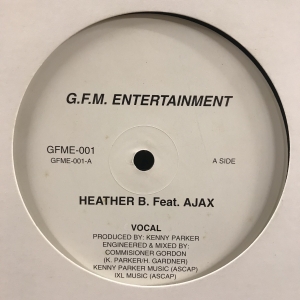 G.F.M. ENTERTAINMENT
GFME-001
GFME-001-A
A SIDE
HEATHER B. Feat. AJAX
VOCAL
PRODUCED BY: KENNY PARKER
ENGINEERED & MIXED BY:
COMMISIONER GORDON
(K. PARKER/H. GARDNER)
KENNY PARKER MUSIC (ASCAP)
IXL MUSIC (ASCAP)